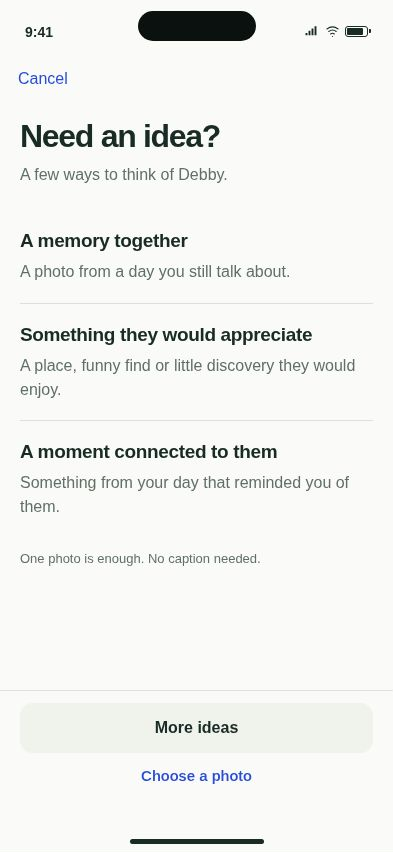 9:41
Cancel
Need an idea?
A few ways to think of Debby.
A memory together
A photo from a day you still talk about.
Something they would appreciate
A place, funny find or little discovery they would
enjoy.
A moment connected to them
Something from your day that reminded you of
them.
One photo is enough. No caption needed.
More ideas
Choose a photo